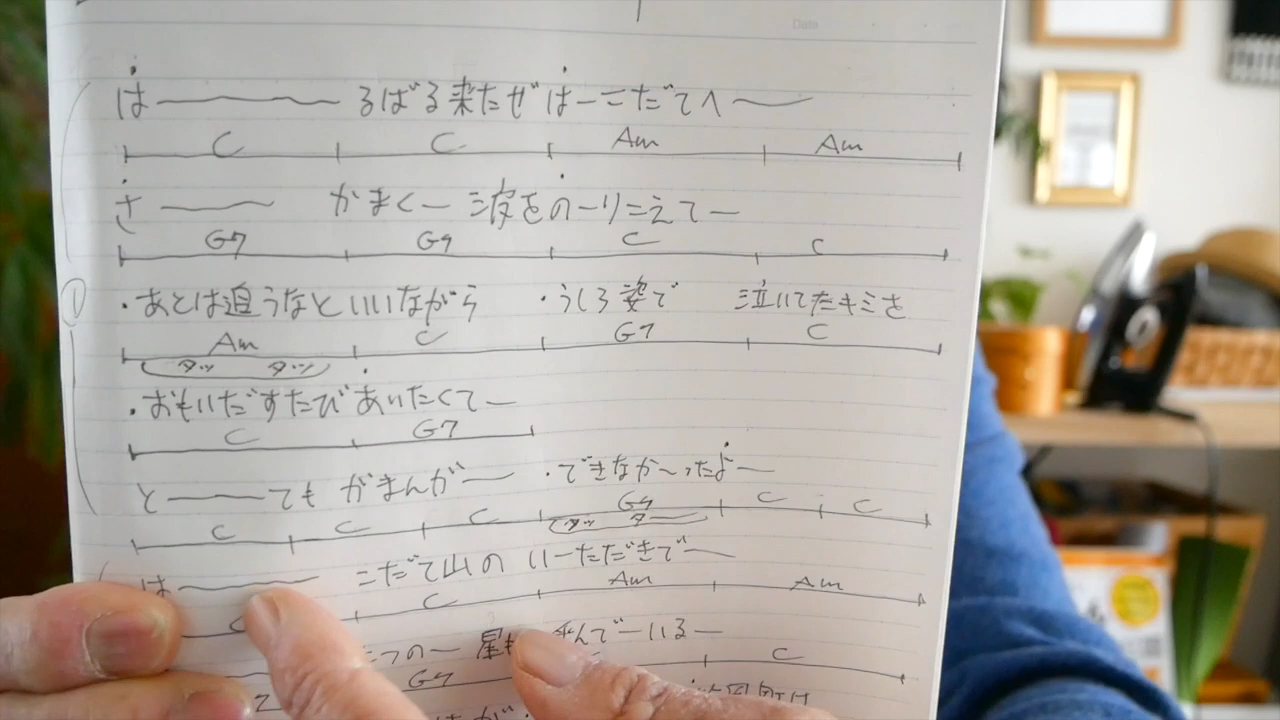 Date
は〜 るばる来たぜ はーこだてへ〜
C C Am Am
さ〜 かまくー 波をのーりこえてー
G7 G7 C C
①
・あとは追うなといいながら ・うしろ姿で 泣いてたキミを
Am C G7 C
タッ タッ
・おもいだすたび あいたくてー
C G7
とーても がまんが〜 ・できなか〜ったよー
C C C G7 C C
タッ ター
は〜 こだて山の いーただきで〜
C Am Am
つの〜 星も 呼んでーいるー
G7 C